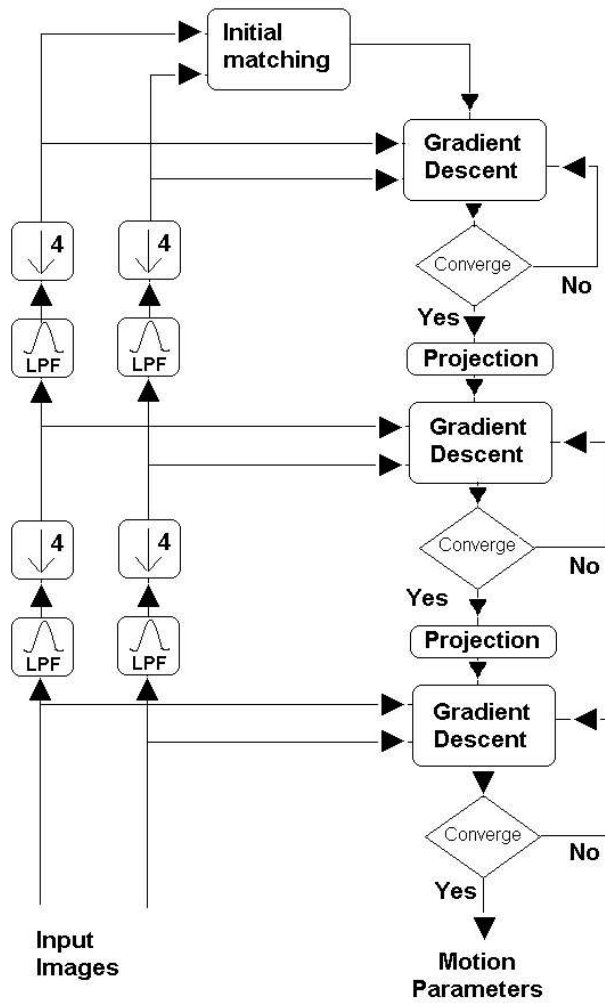 Initial
matching
Gradient
Descent
4
4
Converge
No
Yes
LPF
LPF
Projection
Gradient
Descent
4
4
Converge
No
Yes
LPF
LPF
Projection
Gradient
Descent
Converge
No
Yes
Input
Images
Motion
Parameters